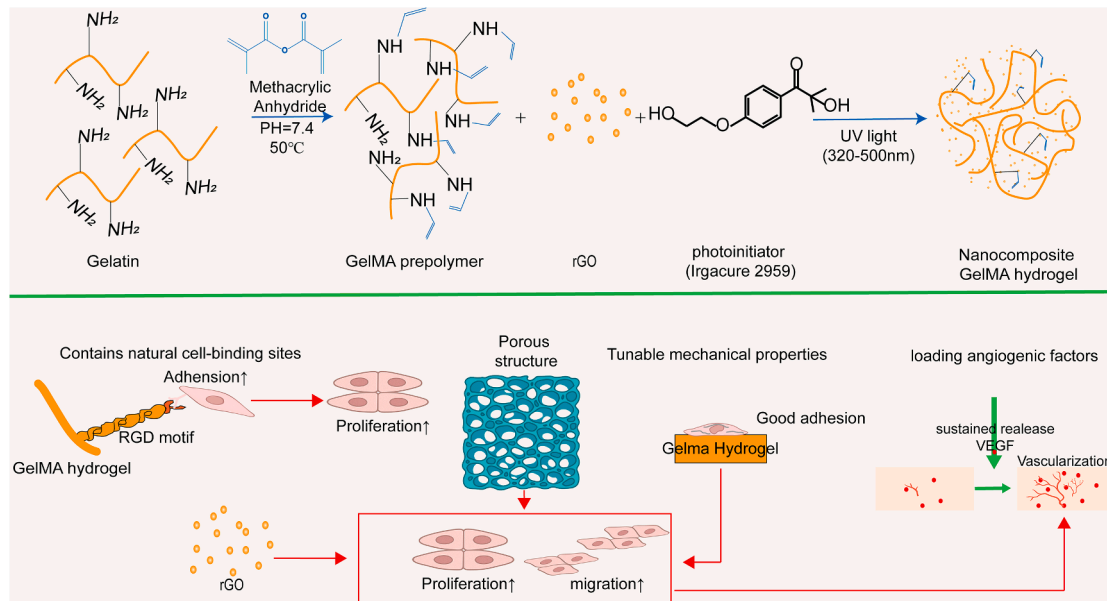 NH₂
NH₂
NH₂
NH₂
NH₂
NH₂
NH₂
NH₂
NH₂
Gelatin
O
O
O
Methacrylic
Anhydride
PH=7.4
50℃
NH
NH
NH
NH₂
NH
NH₂
NH
NH
GelMA prepolymer
+
rGO
+
HO
O
O
OH
photoinitiator
(Irgacure 2959)
UV light
(320-500nm)
Nanocomposite
GelMA hydrogel
Contains natural cell-binding sites
Adhension↑
RGD motif
GelMA hydrogel
Proliferation↑
Porous
structure
Tunable mechanical properties
Good adhesion
Gelma Hydrogel
loading angiogenic factors
sustained realease
VEGF
Vascularization
rGO
Proliferation↑
migration↑